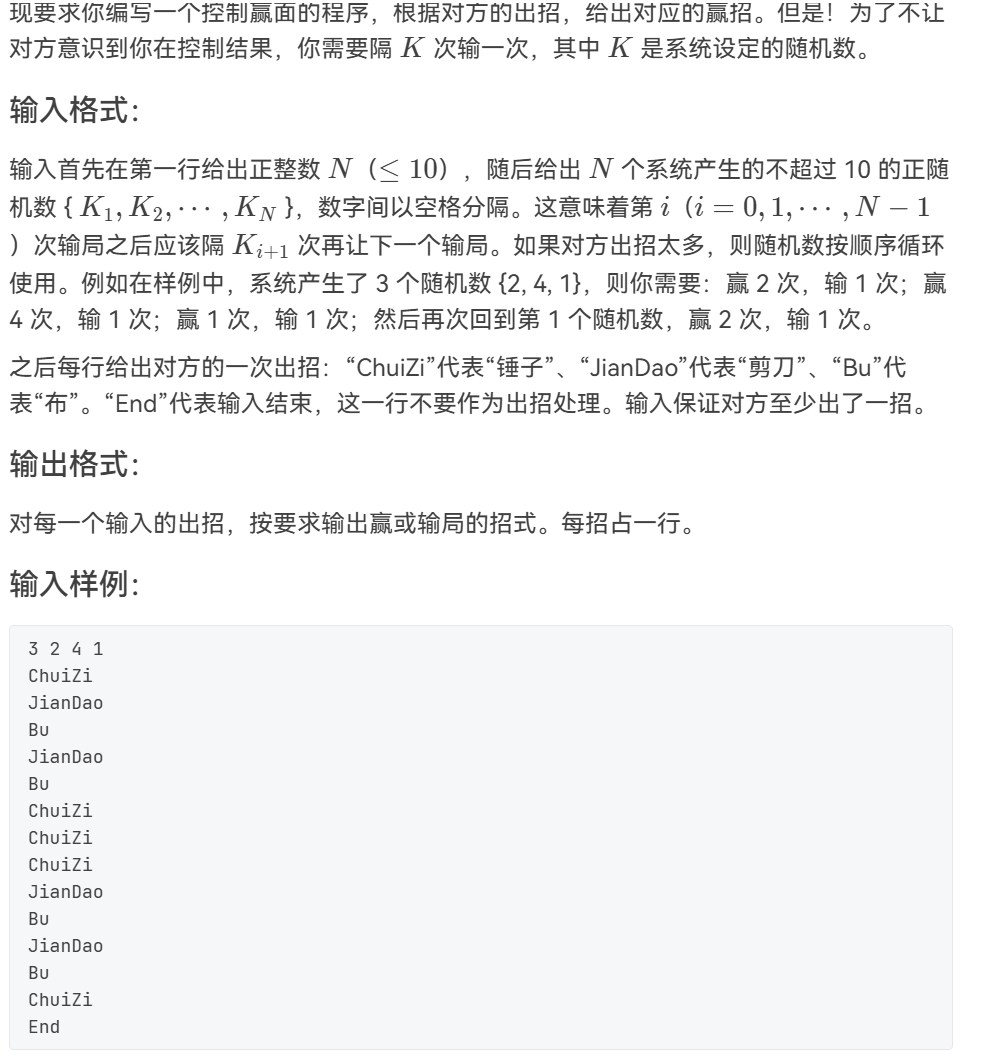 现要求你编写一个控制赢面的程序，根据对方的出招，给出对应的赢招。但是！为了不让
对方意识到你在控制结果，你需要隔 K 次输一次，其中 K 是系统设定的随机数。
输入格式：
输入首先在第一行给出正整数 N（≤ 10），随后给出 N 个系统产生的不超过 10 的正随
机数 { K₁, K₂, ⋯ , K_N }，数字间以空格分隔。这意味着第 i（i = 0, 1, ⋯ , N − 1
）次输局之后应该隔 K_{i+1} 次再让下一个输局。如果对方出招太多，则随机数按顺序循环
使用。例如在样例中，系统产生了 3 个随机数 {2, 4, 1}，则你需要：赢 2 次，输 1 次；赢
4 次，输 1 次；赢 1 次，输 1 次；然后再次回到第 1 个随机数，赢 2 次，输 1 次。
之后每行给出对方的一次出招：“ChuiZi”代表“锤子”、“JianDao”代表“剪刀”、“Bu”代
表“布”。“End”代表输入结束，这一行不要作为出招处理。输入保证对方至少出了一招。
输出格式：
对每一个输入的出招，按要求输出赢或输局的招式。每招占一行。
输入样例：
3 2 4 1
ChuiZi
JianDao
Bu
JianDao
Bu
ChuiZi
ChuiZi
ChuiZi
JianDao
Bu
JianDao
Bu
ChuiZi
End